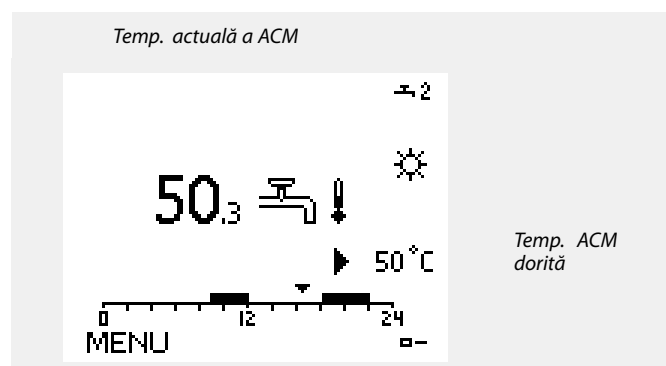 Temp. actuală a ACM
2
50.3
50°C
Temp. ACM
dorită
0 12 24
MENU